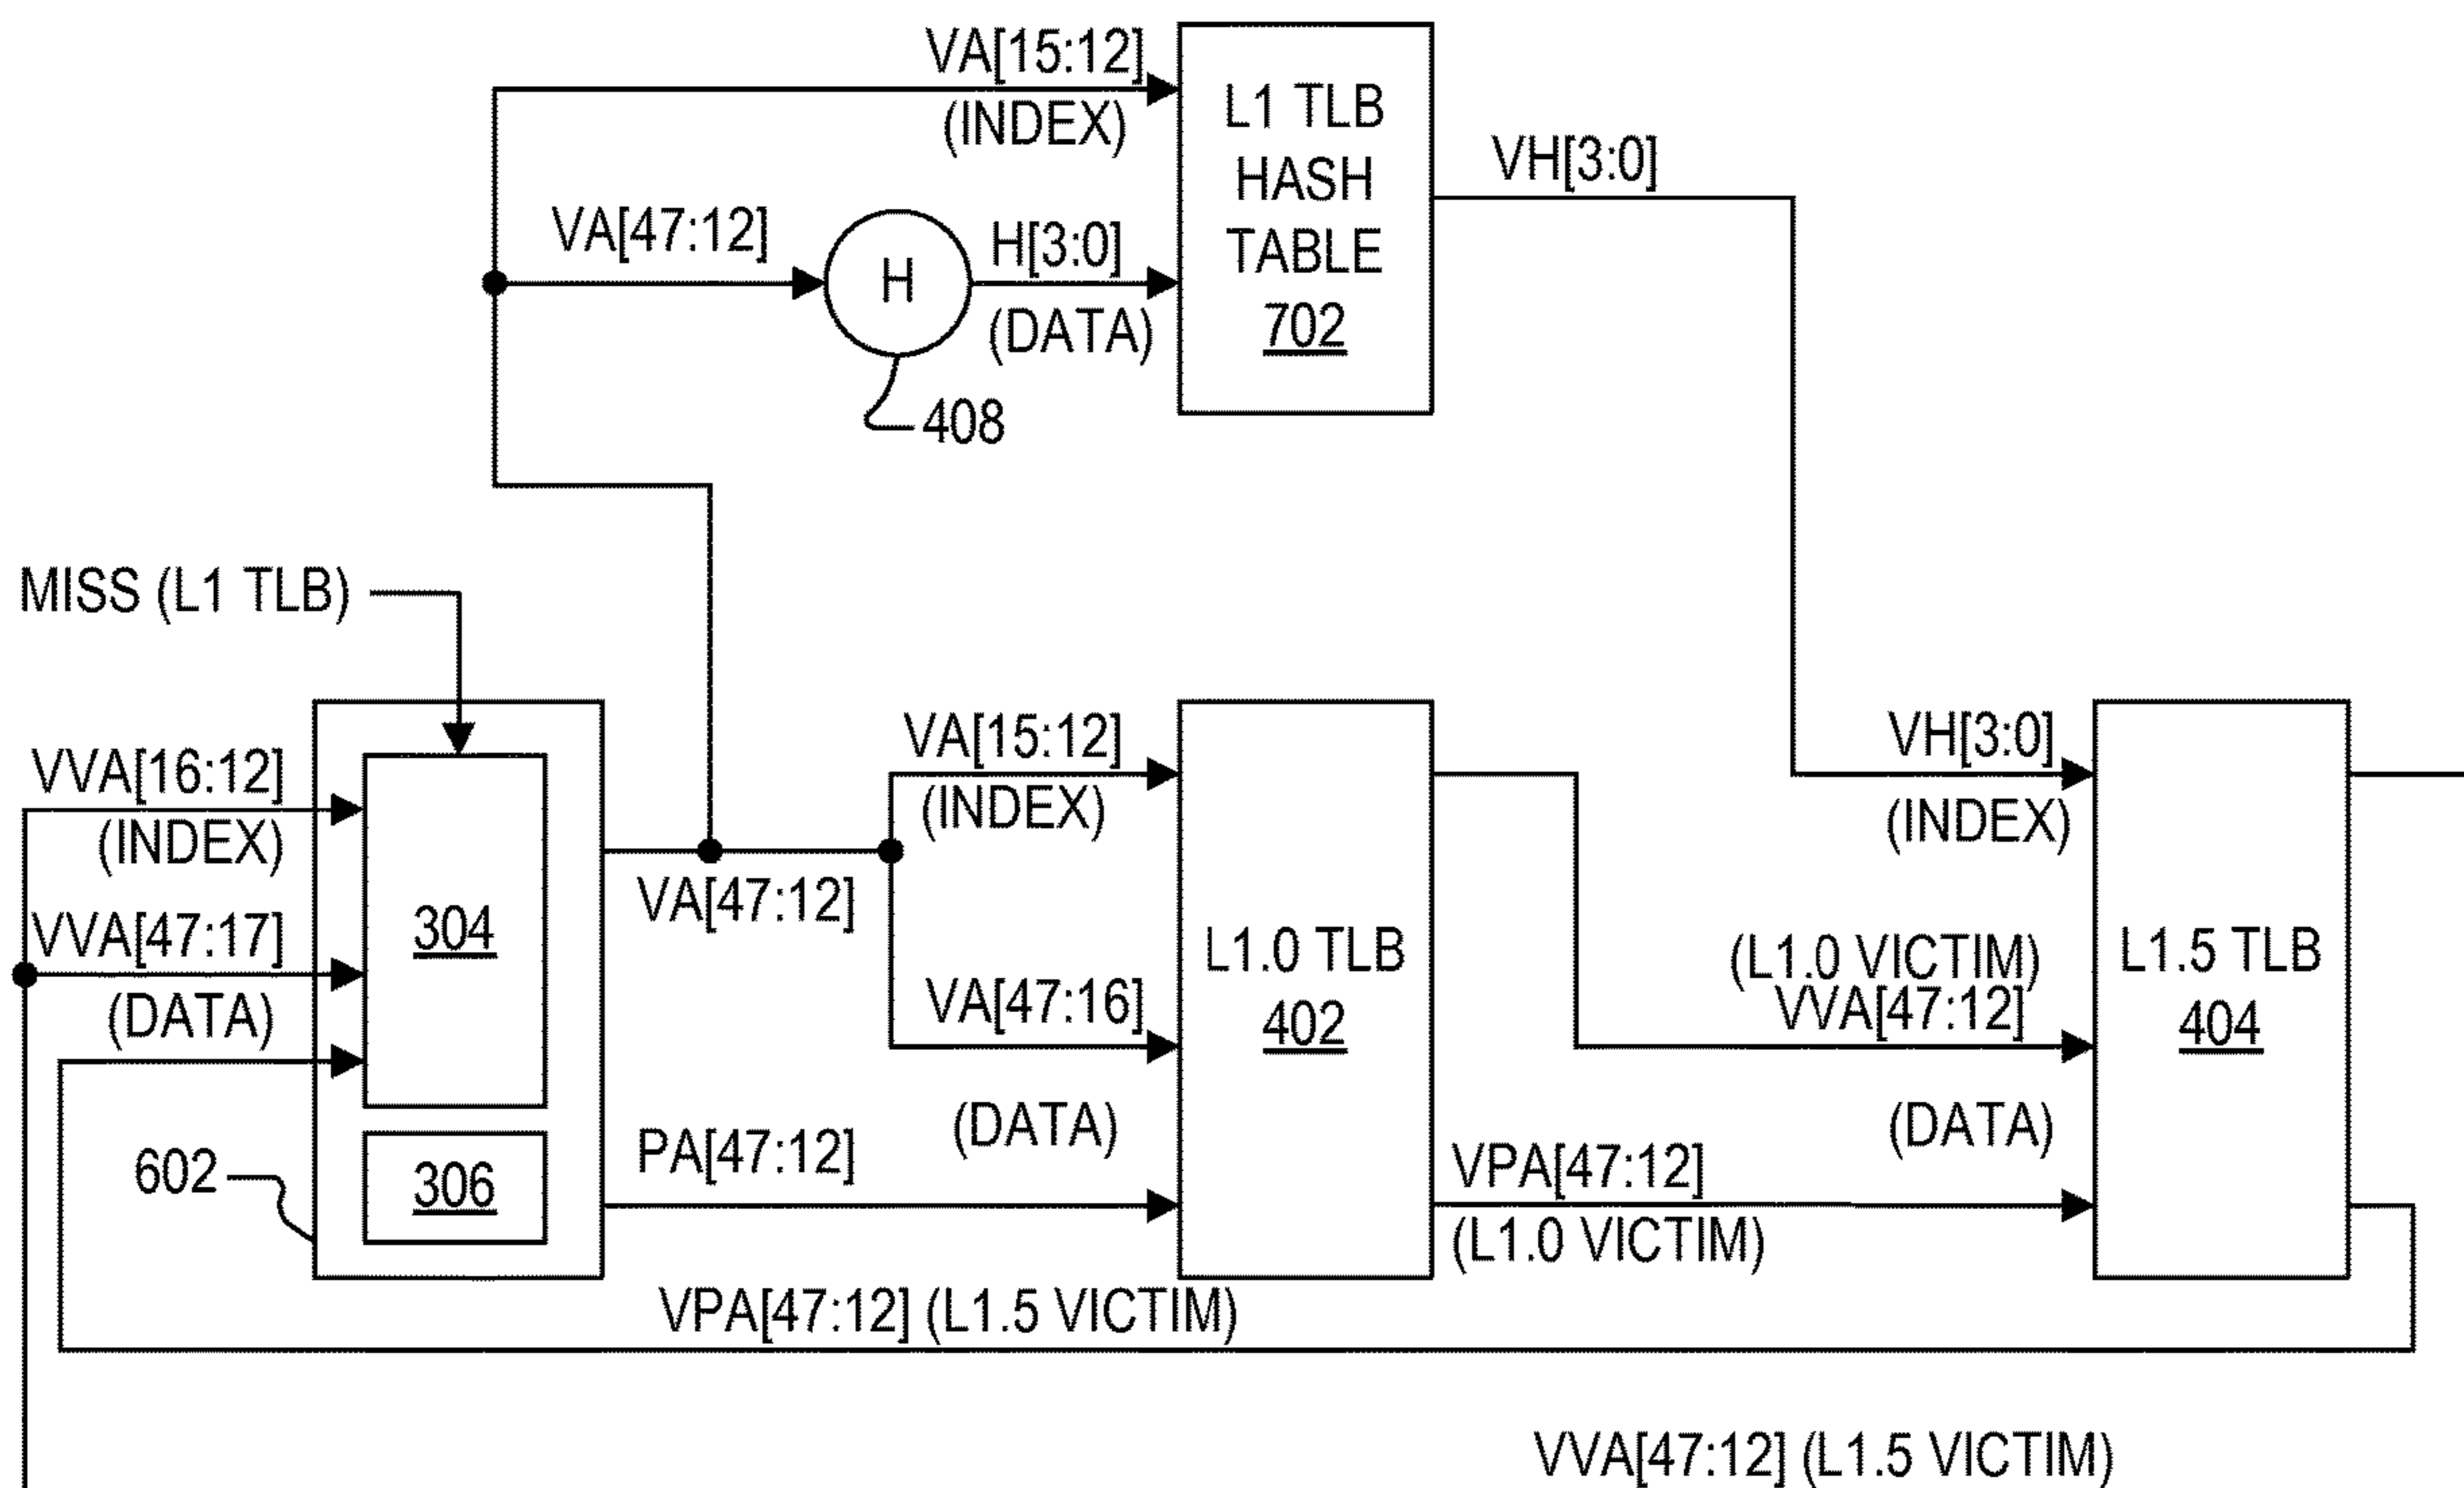 VA[15:12]
(INDEX)
VA[47:12]
H
H[3:0]
(DATA)
408
L1 TLB
HASH
TABLE
702
VH[3:0]
MISS (L1 TLB)
VVA[16:12]
(INDEX)
VVA[47:17]
(DATA)
304
306
602
VA[47:12]
PA[47:12]
VA[15:12]
(INDEX)
VA[47:16]
(DATA)
L1.0 TLB
402
VH[3:0]
(INDEX)
(L1.0 VICTIM)
VVA[47:12]
(DATA)
VPA[47:12]
(L1.0 VICTIM)
L1.5 TLB
404
VPA[47:12] (L1.5 VICTIM)
VVA[47:12] (L1.5 VICTIM)